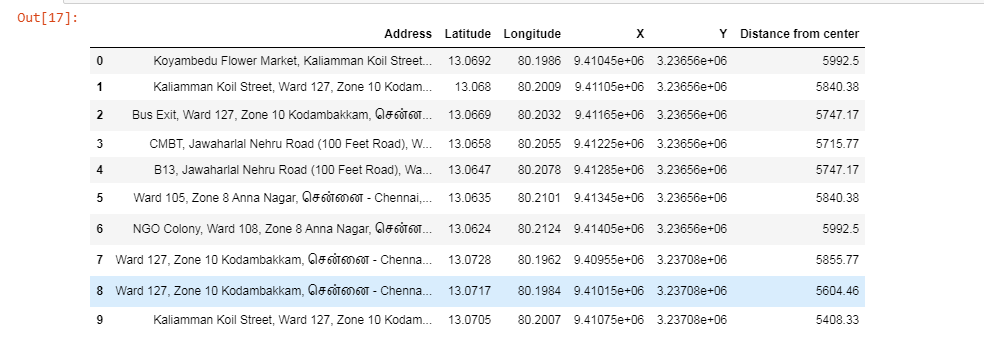 Out[17]:
Address Latitude Longitude X Y Distance from center
0 Koyambedu Flower Market, Kaliamman Koil Street... 13.0692 80.1986 9.41045e+06 3.23656e+06 5992.5
1 Kaliamman Koil Street, Ward 127, Zone 10 Kodam... 13.068 80.2009 9.41105e+06 3.23656e+06 5840.38
2 Bus Exit, Ward 127, Zone 10 Kodambakkam, சென்ன... 13.0669 80.2032 9.41165e+06 3.23656e+06 5747.17
3 CMBT, Jawaharlal Nehru Road (100 Feet Road), W... 13.0658 80.2055 9.41225e+06 3.23656e+06 5715.77
4 B13, Jawaharlal Nehru Road (100 Feet Road), Wa... 13.0647 80.2078 9.41285e+06 3.23656e+06 5747.17
5 Ward 105, Zone 8 Anna Nagar, சென்னை - Chennai,... 13.0635 80.2101 9.41345e+06 3.23656e+06 5840.38
6 NGO Colony, Ward 108, Zone 8 Anna Nagar, சென்ன... 13.0624 80.2124 9.41405e+06 3.23656e+06 5992.5
7 Ward 127, Zone 10 Kodambakkam, சென்னை - Chenna... 13.0728 80.1962 9.40955e+06 3.23708e+06 5855.77
8 Ward 127, Zone 10 Kodambakkam, சென்னை - Chenna... 13.0717 80.1984 9.41015e+06 3.23708e+06 5604.46
9 Kaliamman Koil Street, Ward 127, Zone 10 Kodam... 13.0705 80.2007 9.41075e+06 3.23708e+06 5408.33